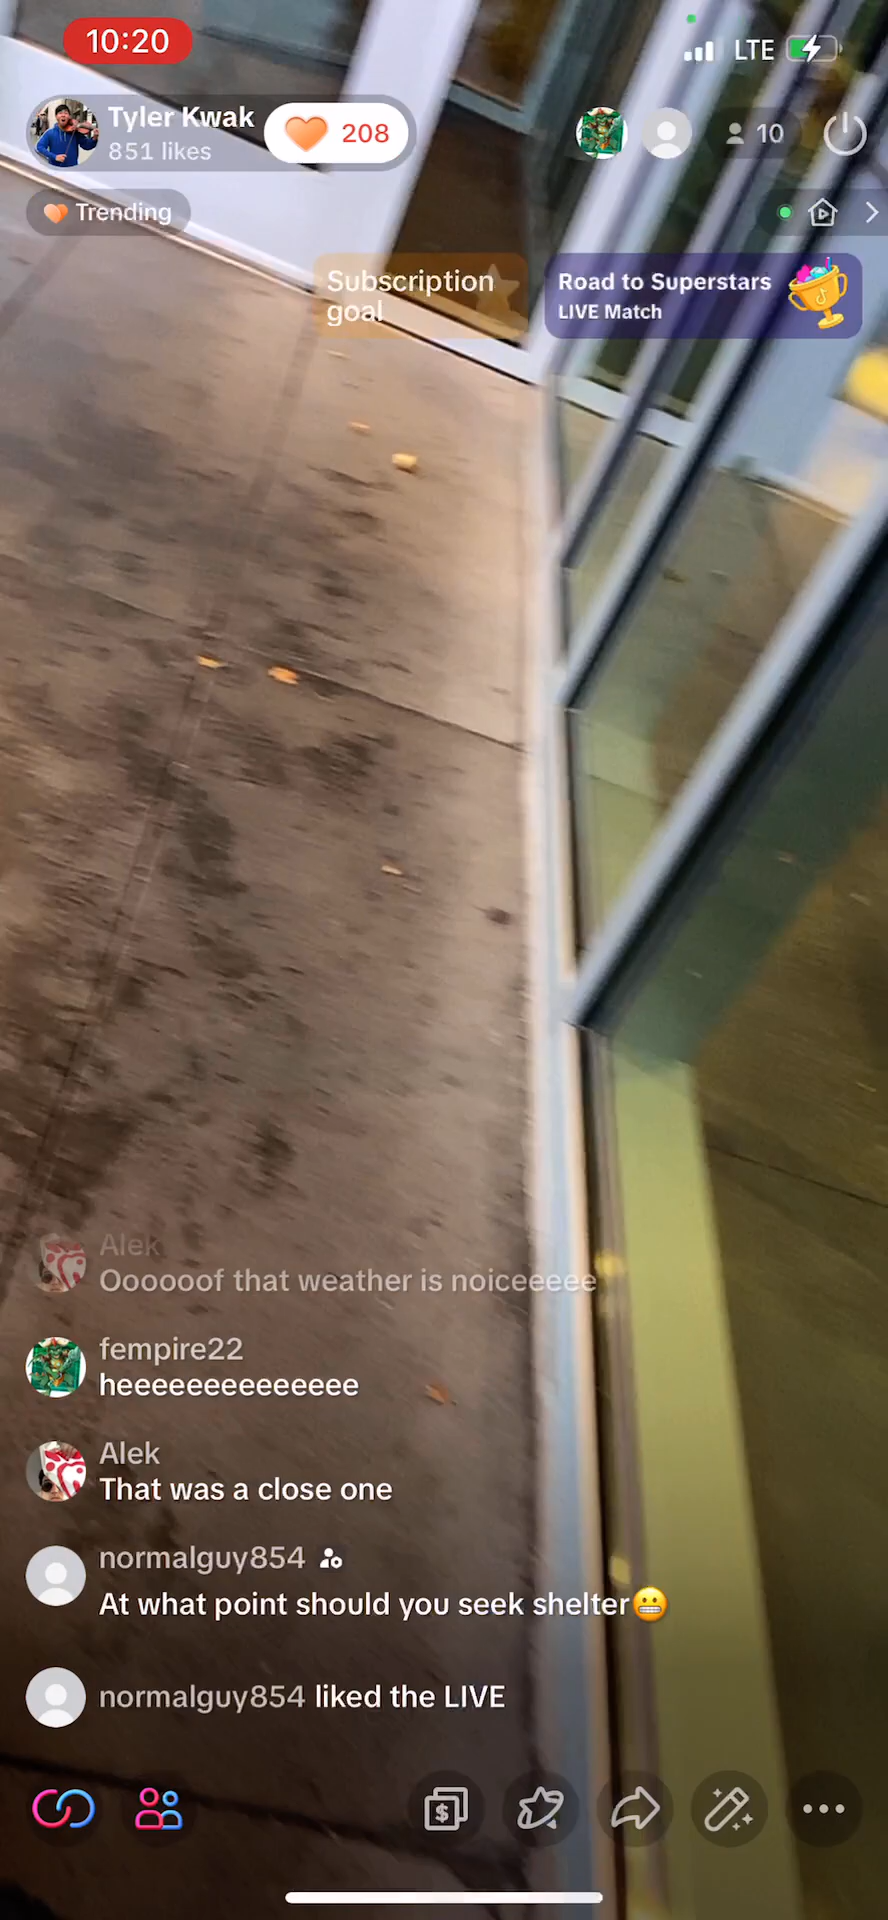 10:20
LTE
Tyler Kwak
851 likes
208
10
Trending
Subscription
goal
Road to Superstars
LIVE Match
Alek
Oooooof that weather is noiceeeee
fempire22
heeeeeeeeeeeeee
Alek
That was a close one
normalguy854
At what point should you seek shelter😬
normalguy854 liked the LIVE